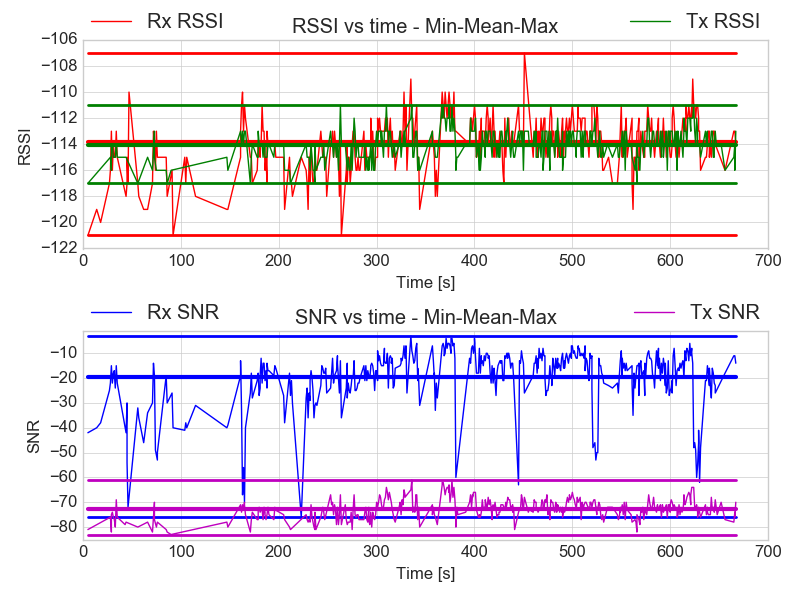 Rx RSSI
RSSI vs time - Min-Mean-Max
Tx RSSI
−106
−108
−110
−112
−114
−116
−118
−120
−122
RSSI
0 100 200 300 400 500 600 700
Time [s]
Rx SNR
SNR vs time - Min-Mean-Max
Tx SNR
−10
−20
−30
−40
−50
−60
−70
−80
SNR
0 100 200 300 400 500 600 700
Time [s]